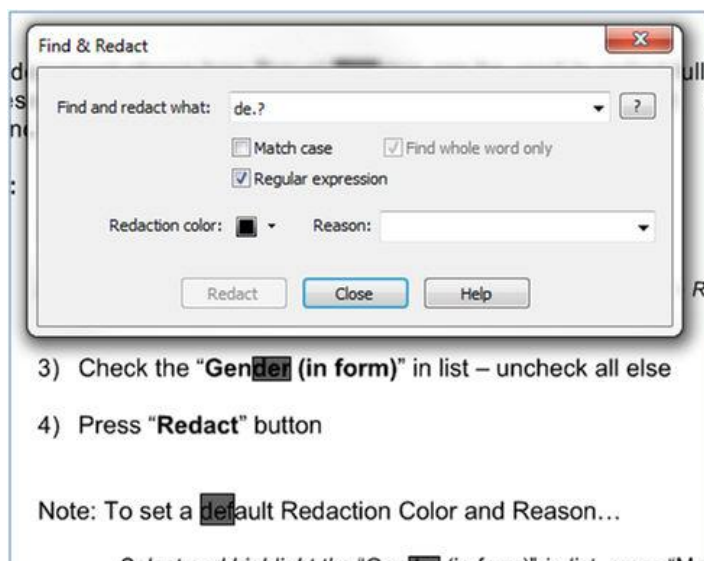 Find & Redact
ull
Find and redact what: de.? ?
Match case Find whole word only
Regular expression
:
Redaction color: Reason:
Redact Close Help
R
3) Check the “Gender (in form)” in list – uncheck all else
4) Press “Redact” button
Note: To set a default Redaction Color and Reason…